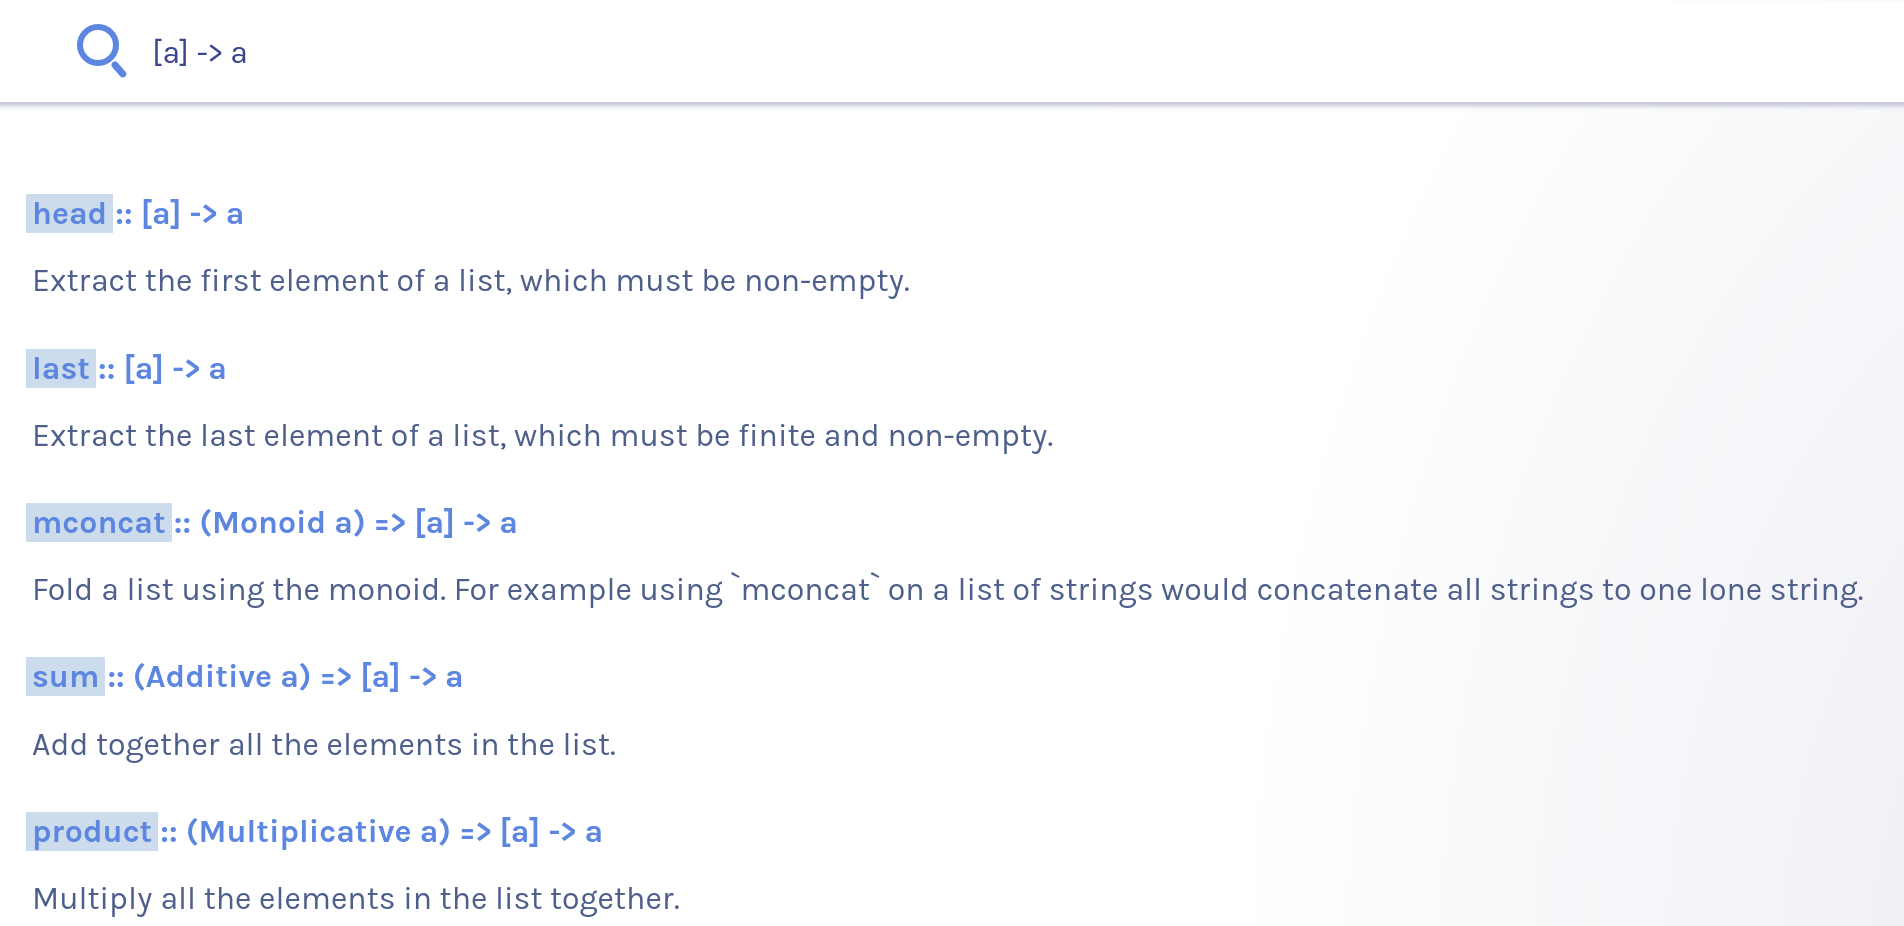 [a] -> a
head :: [a] -> a
Extract the first element of a list, which must be non-empty.
last :: [a] -> a
Extract the last element of a list, which must be finite and non-empty.
mconcat :: (Monoid a) => [a] -> a
Fold a list using the monoid. For example using `mconcat` on a list of strings would concatenate all strings to one lone string.
sum :: (Additive a) => [a] -> a
Add together all the elements in the list.
product :: (Multiplicative a) => [a] -> a
Multiply all the elements in the list together.